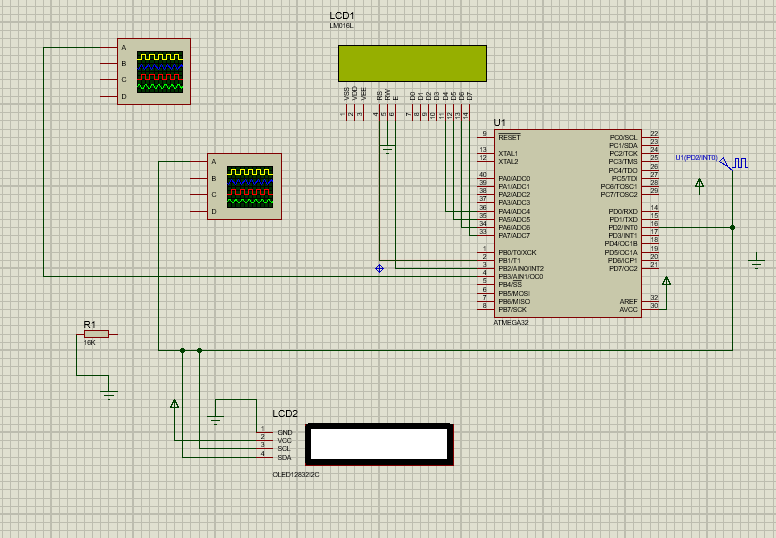 LCD1
LM016L
A
B
C
D
VSS
VDD
VEE
RS
RW
E
D0
D1
D2
D3
D4
D5
D6
D7
1
2
3
4
5
6
7
8
9
10
11
12
13
14
A
B
C
D
U1
9 RESET
13 XTAL1
12 XTAL2
40 PA0/ADC0
39 PA1/ADC1
38 PA2/ADC2
37 PA3/ADC3
36 PA4/ADC4
35 PA5/ADC5
34 PA6/ADC6
33 PA7/ADC7
1 PB0/T0/XCK
2 PB1/T1
3 PB2/AIN0/INT2
4 PB3/AIN1/OC0
5 PB4/SS
6 PB5/MOSI
7 PB6/MISO
8 PB7/SCK
PC0/SCL 22
PC1/SDA 23
PC2/TCK 24
PC3/TMS 25
PC4/TDO 26
PC5/TDI 27
PC6/TOSC1 28
PC7/TOSC2 29
PD0/RXD 14
PD1/TXD 15
PD2/INT0 16
PD3/INT1 17
PD4/OC1B 18
PD5/OC1A 19
PD6/ICP1 20
PD7/OC2 21
AREF 32
AVCC 30
ATMEGA32
U1(PD2/INT0)
R1
16K
LCD2
1 GND
2 VCC
3 SCL
4 SDA
OLED12832I2C